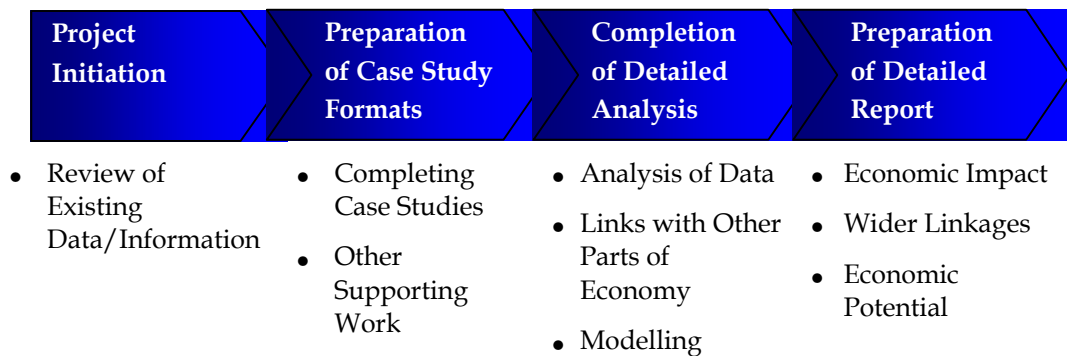 Project
Initiation
Preparation
of Case Study
Formats
Completion
of Detailed
Analysis
Preparation
of Detailed
Report
• Review of
Existing
Data/Information
• Completing
Case Studies
• Other
Supporting
Work
• Analysis of Data
• Links with Other
Parts of
Economy
• Modelling
• Economic Impact
• Wider Linkages
• Economic
Potential